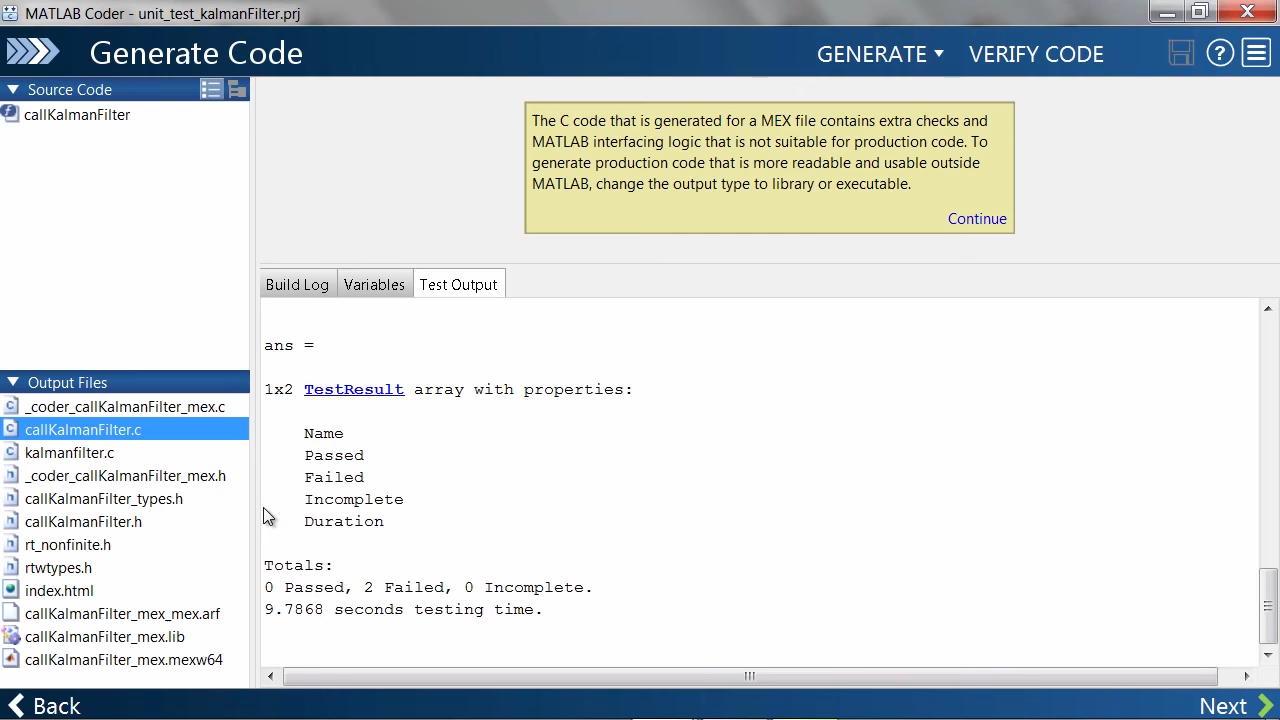 MATLAB Coder - unit_test_kalmanFilter.prj
Generate Code
GENERATE
VERIFY CODE
Source Code
callKalmanFilter
The C code that is generated for a MEX file contains extra checks and
MATLAB interfacing logic that is not suitable for production code. To
generate production code that is more readable and usable outside
MATLAB, change the output type to library or executable.
Continue
Build Log
Variables
Test Output
ans =
1x2 TestResult array with properties:
Name
Passed
Failed
Incomplete
Duration
Totals:
0 Passed, 2 Failed, 0 Incomplete.
9.7868 seconds testing time.
Output Files
_coder_callKalmanFilter_mex.c
callKalmanFilter.c
kalmanfilter.c
_coder_callKalmanFilter_mex.h
callKalmanFilter_types.h
callKalmanFilter.h
rt_nonfinite.h
rtwtypes.h
index.html
callKalmanFilter_mex_mex.arf
callKalmanFilter_mex.lib
callKalmanFilter_mex.mexw64
Back
Next